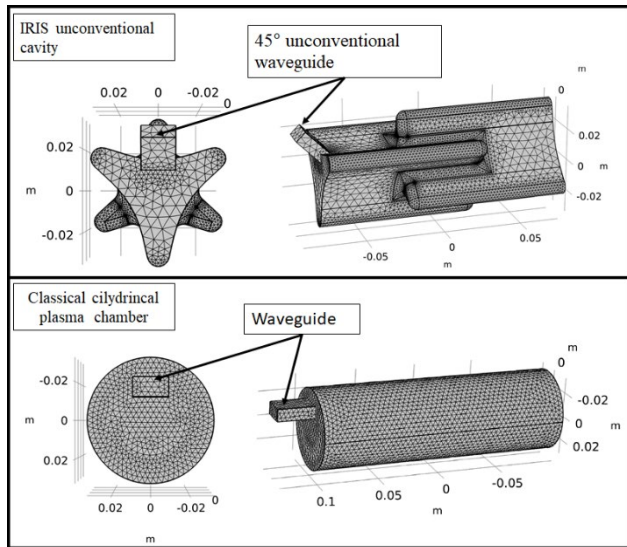 IRIS unconventional
cavity
45° unconventional
waveguide
0.02 0 -0.02
0
0.02
m 0
-0.02
m
0
0.02
0 m
-0.02
-0.05 0 0.05
m
Classical cilydrincal
plasma chamber
Waveguide
-0.02
m 0
0.02
0
0.02 0 -0.02
m
m
0
-0.02
0 m
0.02
0.1 0.05 0 -0.05
m